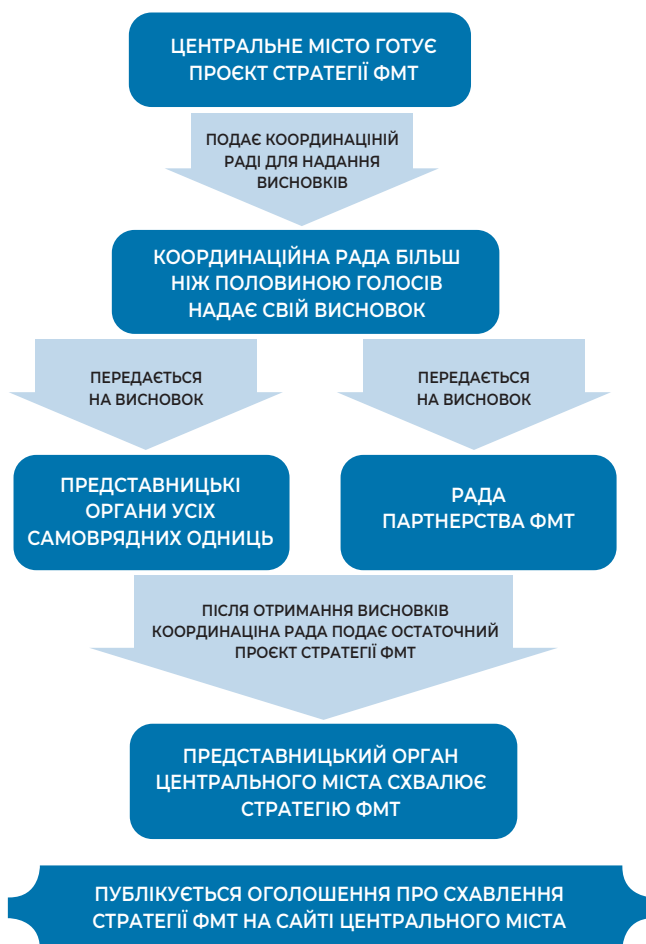 ЦЕНТРАЛЬНЕ МІСТО ГОТУЄ
ПРОЄКТ СТРАТЕГІЇ ФМТ
ПОДАЄ КООРДИНАЦІНІЙ
РАДІ ДЛЯ НАДАННЯ
ВИСНОВКІВ
КООРДИНАЦІЙНА РАДА БІЛЬШ
НІЖ ПОЛОВИНОЮ ГОЛОСІВ
НАДАЄ СВІЙ ВИСНОВОК
ПЕРЕДАЄТЬСЯ
НА ВИСНОВОК
ПЕРЕДАЄТЬСЯ
НА ВИСНОВОК
ПРЕДСТАВНИЦЬКІ
ОРГАНИ УСІХ
САМОВРЯДНИХ ОДНИЦЬ
РАДА
ПАРТНЕРСТВА ФМТ
ПІСЛЯ ОТРИМАННЯ ВИСНОВКІВ
КООРДИНАЦІНА РАДА ПОДАЄ ОСТАТОЧНИЙ
ПРОЄКТ СТРАТЕГІЇ ФМТ
ПРЕДСТАВНИЦЬКИЙ ОРГАН
ЦЕНТРАЛЬНОГО МІСТА СХВАЛЮЄ
СТРАТЕГІЮ ФМТ
ПУБЛІКУЄТЬСЯ ОГОЛОШЕННЯ ПРО СХАВЛЕННЯ
СТРАТЕГІЇ ФМТ НА САЙТІ ЦЕНТРАЛЬНОГО МІСТА